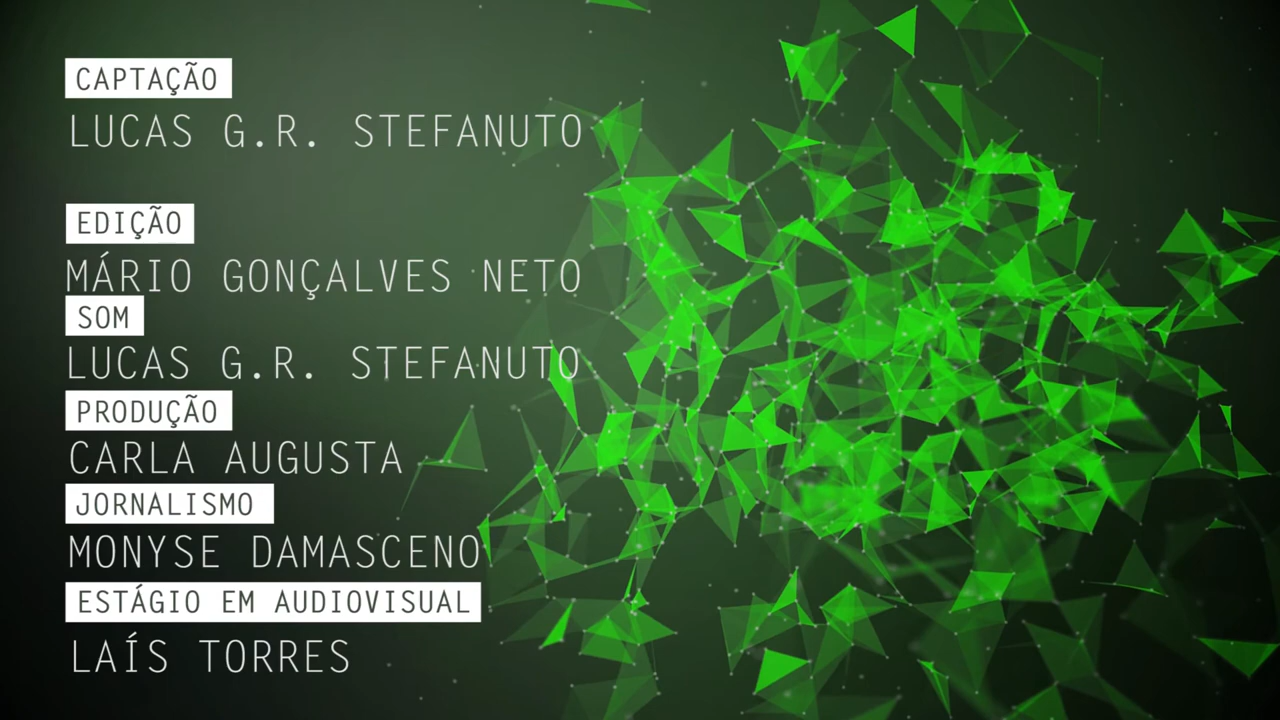 CAPTAÇÃO
LUCAS G.R. STEFANUTO
EDIÇÃO
MÁRIO GONÇALVES NETO
SOM
LUCAS G.R. STEFANUTO
PRODUÇÃO
CARLA AUGUSTA
JORNALISMO
MONYSE DAMASCENO
ESTÁGIO EM AUDIOVISUAL
LAÍS TORRES